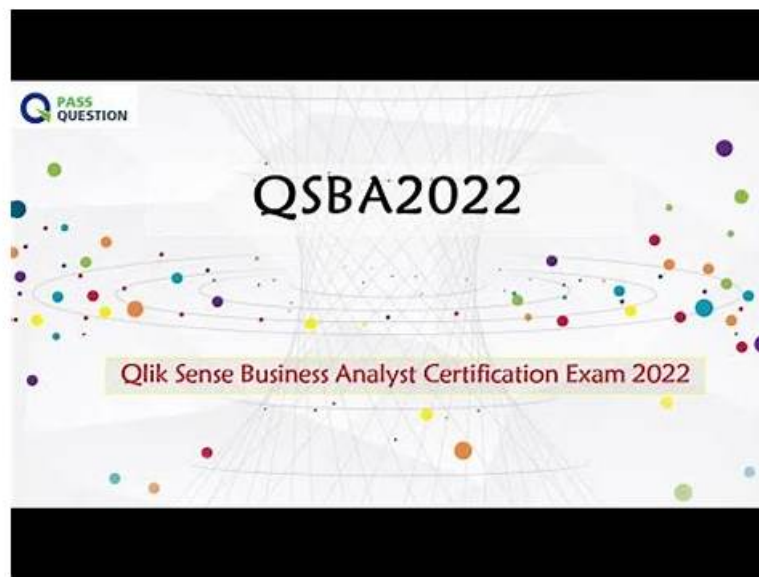 PASS
QUESTION
QSBA2022
Qlik Sense Business Analyst Certification Exam 2022